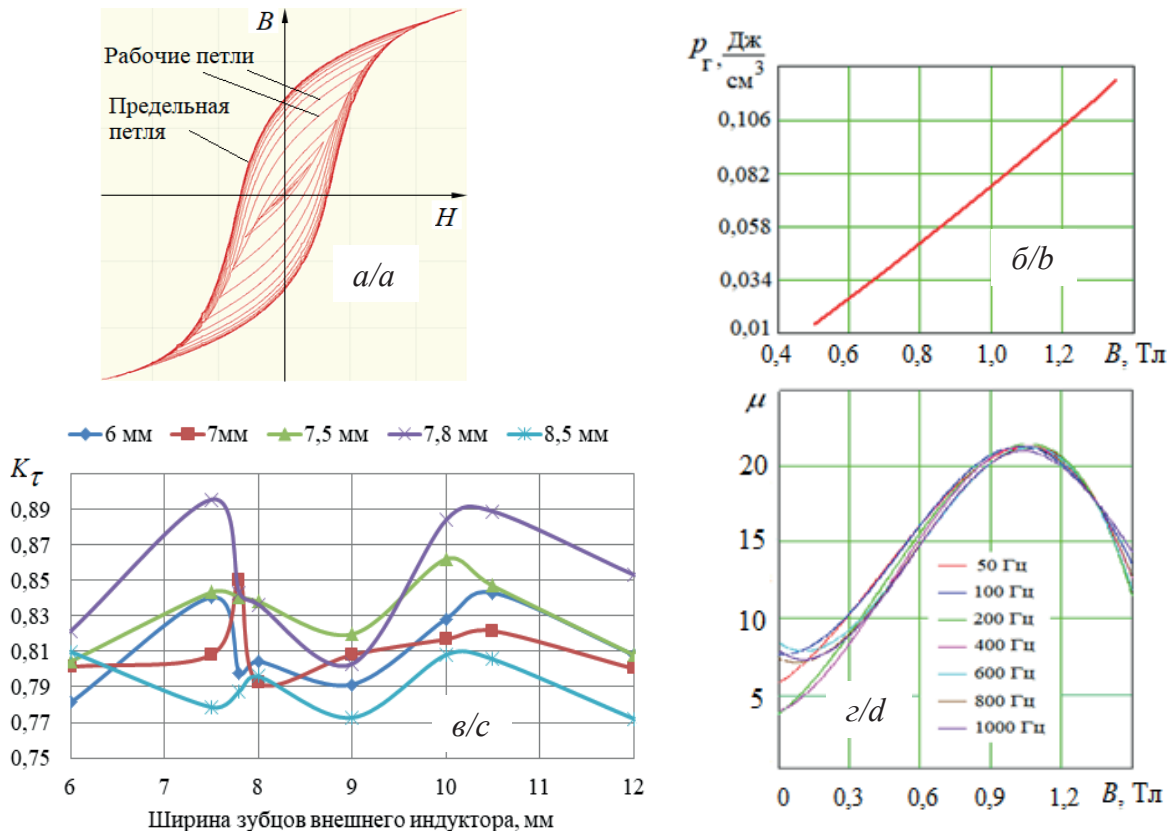 B
Рабочие петли
Предельная
петля
H
а/a
pг, Дж
см3
0,106
0,082
0,058
0,034
0,01
0,4 0,6 0,8 1,0 1,2 B, Тл
б/b
6 мм 7мм 7,5 мм 7,8 мм 8,5 мм
Kτ
0,89
0,87
0,85
0,83
0,81
0,79
0,77
0,75
6 7 8 9 10 11 12
Ширина зубцов внешнего индуктора, мм
в/c
μ
20
15
10
5
50 Гц
100 Гц
200 Гц
400 Гц
600 Гц
800 Гц
1000 Гц
г/d
0 0,3 0,6 0,9 1,2 B, Тл